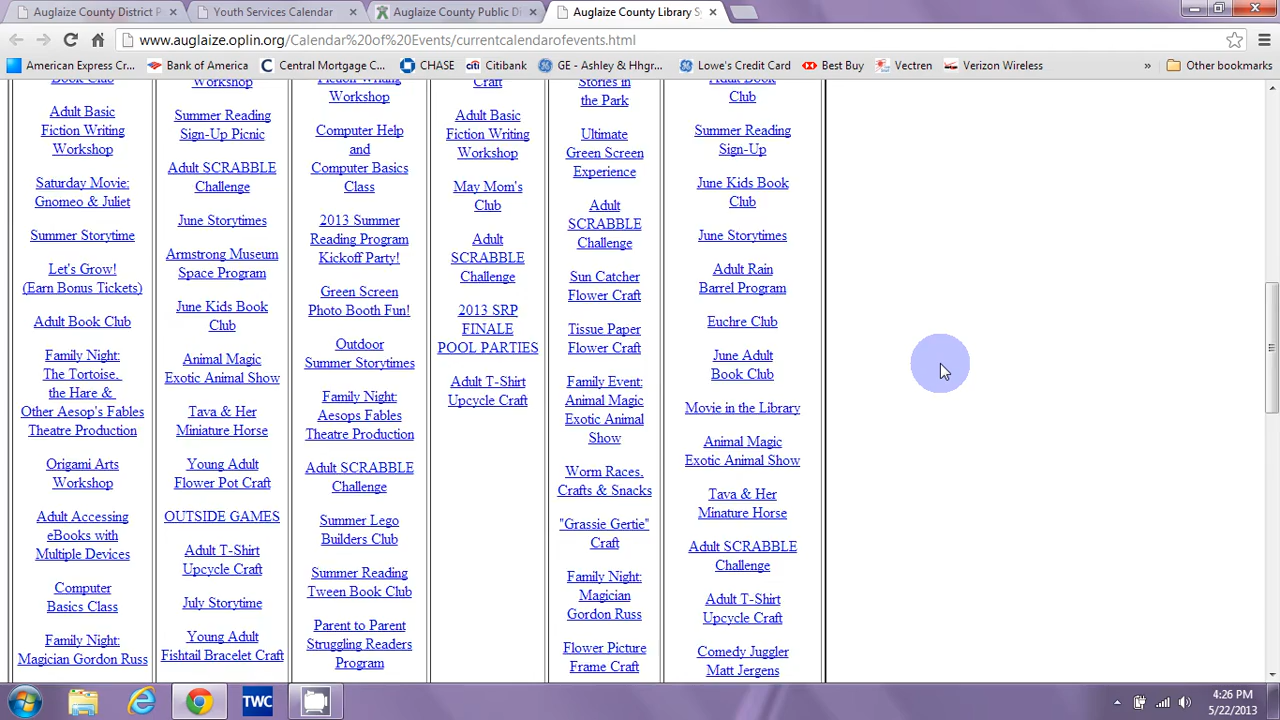 Auglaize County District P
Youth Services Calendar
Auglaize County Public Di
Auglaize County Library Sy
www.auglaize.oplin.org/Calendar%20of%20Events/currentcalendarofevents.html
American Express Cr...
Bank of America
Central Mortgage C...
CHASE
Citibank
GE - Ashley & Hhgr...
Lowe's Credit Card
Best Buy
Vectren
Verizon Wireless
»
Other bookmarks
Book Club
Adult Basic
Fiction Writing
Workshop
Saturday Movie:
Gnomeo & Juliet
Summer Storytime
Let's Grow!
(Earn Bonus Tickets)
Adult Book Club
Family Night:
The Tortoise,
the Hare &
Other Aesop's Fables
Theatre Production
Origami Arts
Workshop
Adult Accessing
eBooks with
Multiple Devices
Computer
Basics Class
Family Night:
Magician Gordon Russ
Workshop
Summer Reading
Sign-Up Picnic
Adult SCRABBLE
Challenge
June Storytimes
Armstrong Museum
Space Program
June Kids Book
Club
Animal Magic
Exotic Animal Show
Tava & Her
Miniature Horse
Young Adult
Flower Pot Craft
OUTSIDE GAMES
Adult T-Shirt
Upcycle Craft
July Storytime
Young Adult
Fishtail Bracelet Craft
Fiction Writing
Workshop
Computer Help
and
Computer Basics
Class
2013 Summer
Reading Program
Kickoff Party!
Green Screen
Photo Booth Fun!
Outdoor
Summer Storytimes
Family Night:
Aesops Fables
Theatre Production
Adult SCRABBLE
Challenge
Summer Lego
Builders Club
Summer Reading
Tween Book Club
Parent to Parent
Struggling Readers
Program
Craft
Adult Basic
Fiction Writing
Workshop
May Mom's
Club
Adult
SCRABBLE
Challenge
2013 SRP
FINALE
POOL PARTIES
Adult T-Shirt
Upcycle Craft
Stories in
the Park
Ultimate
Green Screen
Experience
Adult
SCRABBLE
Challenge
Sun Catcher
Flower Craft
Tissue Paper
Flower Craft
Family Event:
Animal Magic
Exotic Animal
Show
Worm Races,
Crafts & Snacks
"Grassie Gertie"
Craft
Family Night:
Magician
Gordon Russ
Flower Picture
Frame Craft
Adult Book
Club
Summer Reading
Sign-Up
June Kids Book
Club
June Storytimes
Adult Rain
Barrel Program
Euchre Club
June Adult
Book Club
Movie in the Library
Animal Magic
Exotic Animal Show
Tava & Her
Minature Horse
Adult SCRABBLE
Challenge
Adult T-Shirt
Upcycle Craft
Comedy Juggler
Matt Jergens
TWC
4:26 PM
5/22/2013